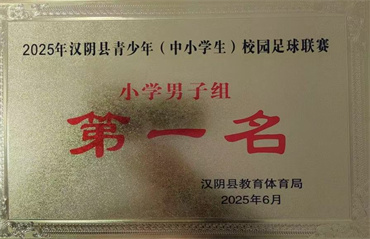 2025年汉阴县青少年（中小学生）校园足球联赛
小学男子组
第一名
汉阴县教育体育局
2025年6月